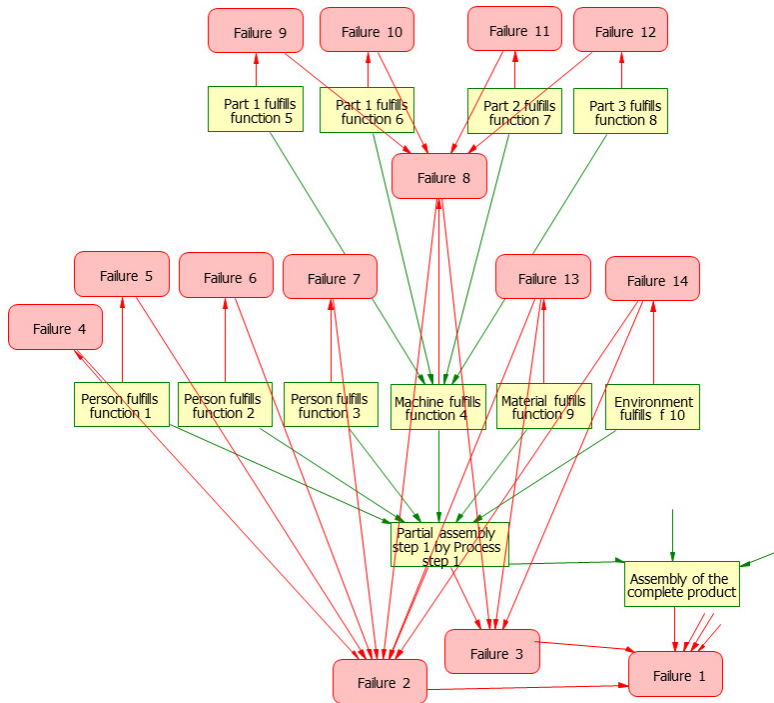 Failure 9
Failure 10
Failure 11
Failure 12
Part 1 fulfills
function 5
Part 1 fulfills
function 6
Part 2 fulfills
function 7
Part 3 fulfills
function 8
Failure 8
Failure 5
Failure 6
Failure 7
Failure 13
Failure 14
Failure 4
Person fulfills
function 1
Person fulfills
function 2
Person fulfills
function 3
Machine fulfills
function 4
Material fulfills
function 9
Environment
fulfills f 10
Partial assembly
step 1 by Process
step 1
Assembly of the
complete product
Failure 3
Failure 2
Failure 1